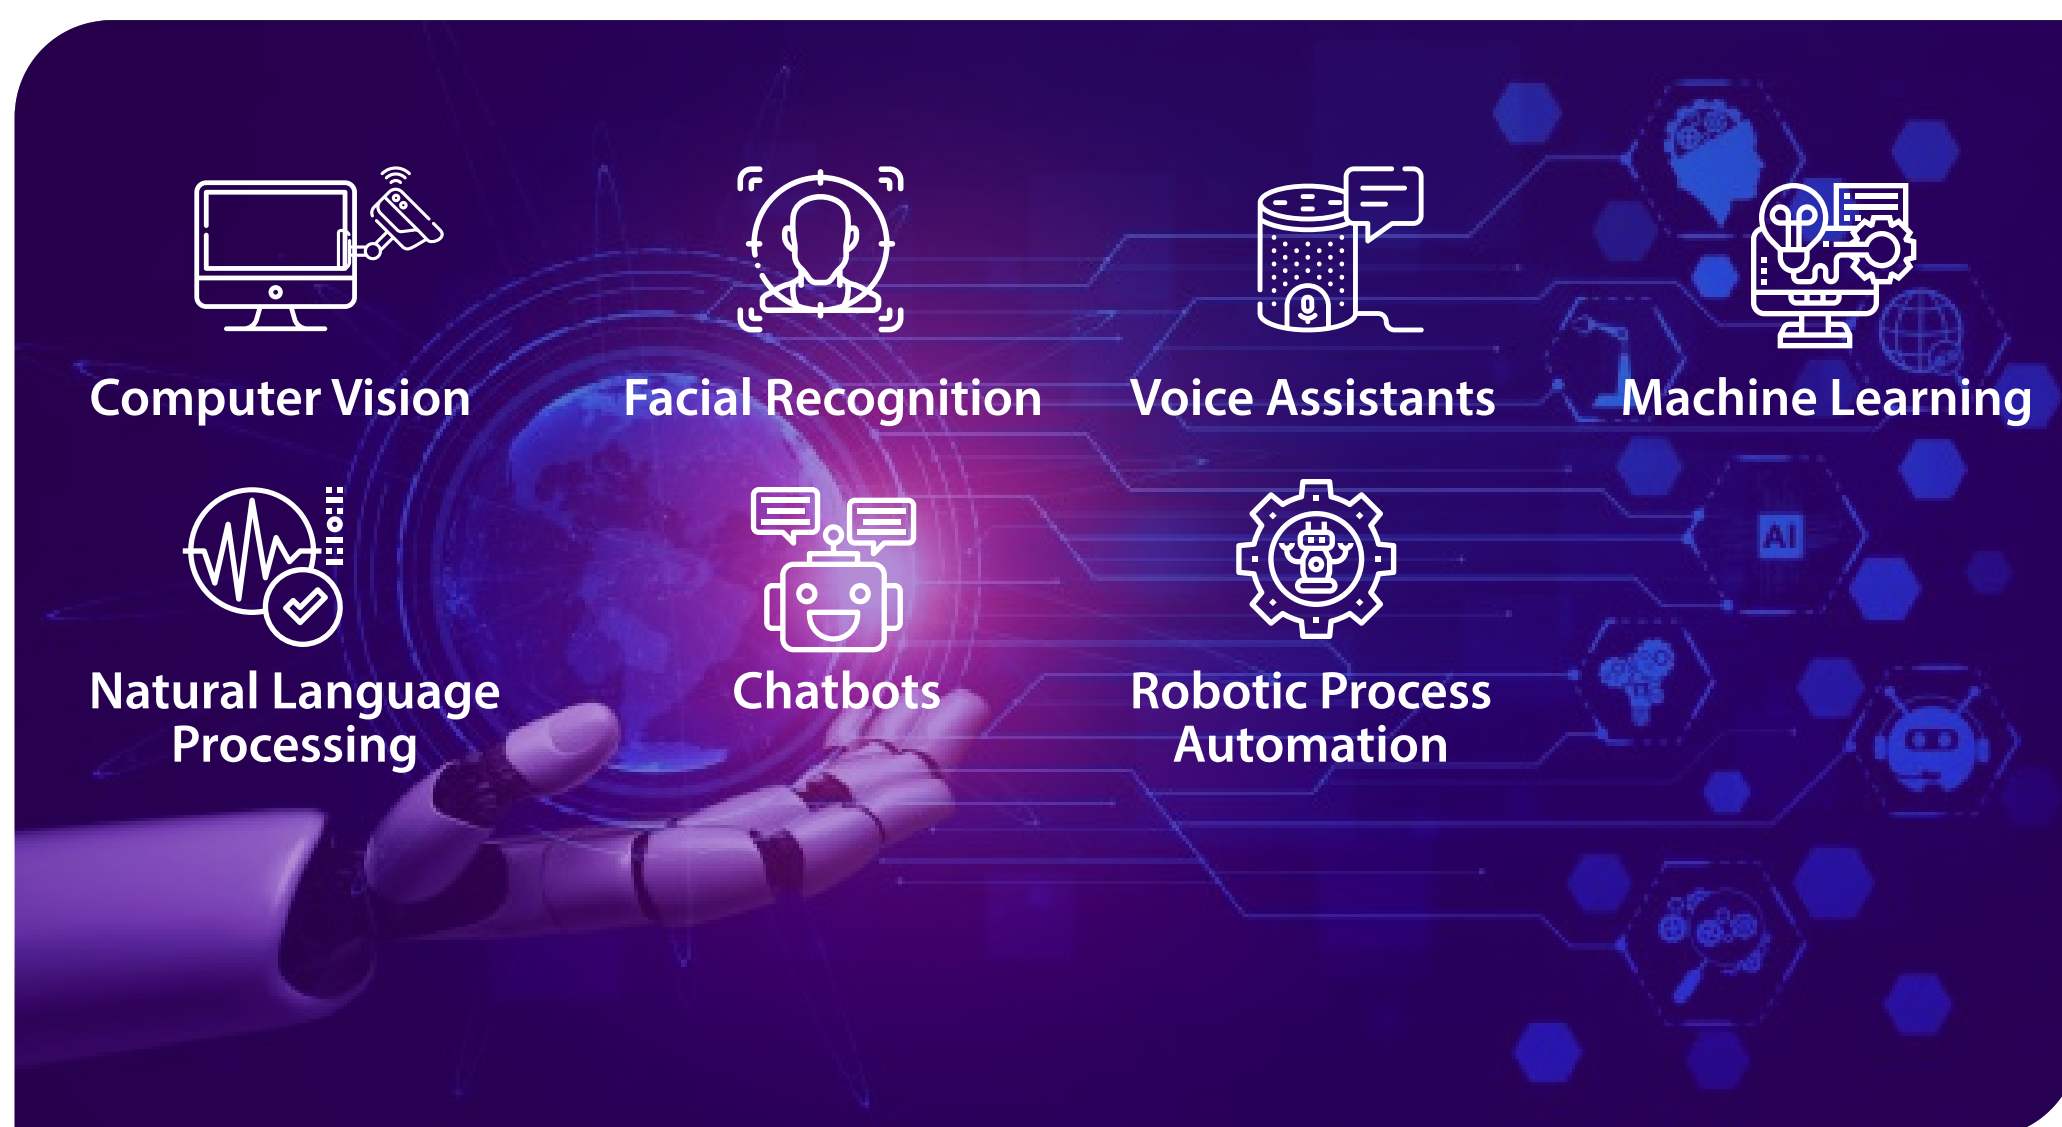 Computer Vision
Facial Recognition
Voice Assistants
Machine Learning
Natural Language
Processing
Chatbots
Robotic Process
Automation
AI